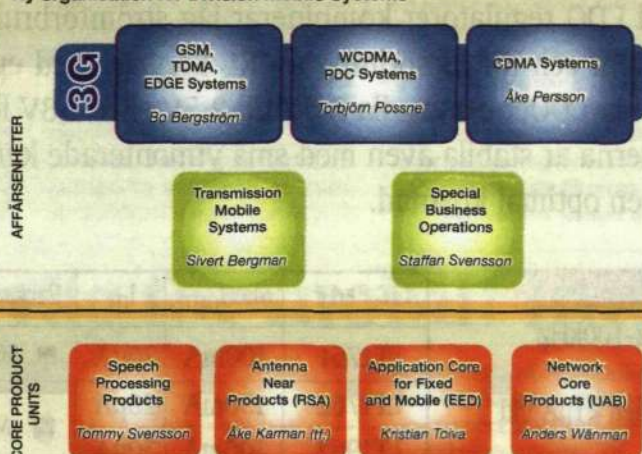 3G
AFFÄRSENHETER
GSM,
TDMA,
EDGE Systems
Bo Bergström
WCDMA,
PDC Systems
Torbjörn Possne
CDMA Systems
Åke Persson
Transmission
Mobile
Systems
Sivert Bergman
Special
Business
Operations
Staffan Svensson
CORE PRODUCT
UNITS
Speech
Processing
Products
Tommy Svensson
Antenna
Near
Products (RSA)
Åke Karman (tf.)
Application Core
for Fixed
and Mobile (EED)
Kristian Toiva
Network
Core
Products (UAB)
Anders Wänman